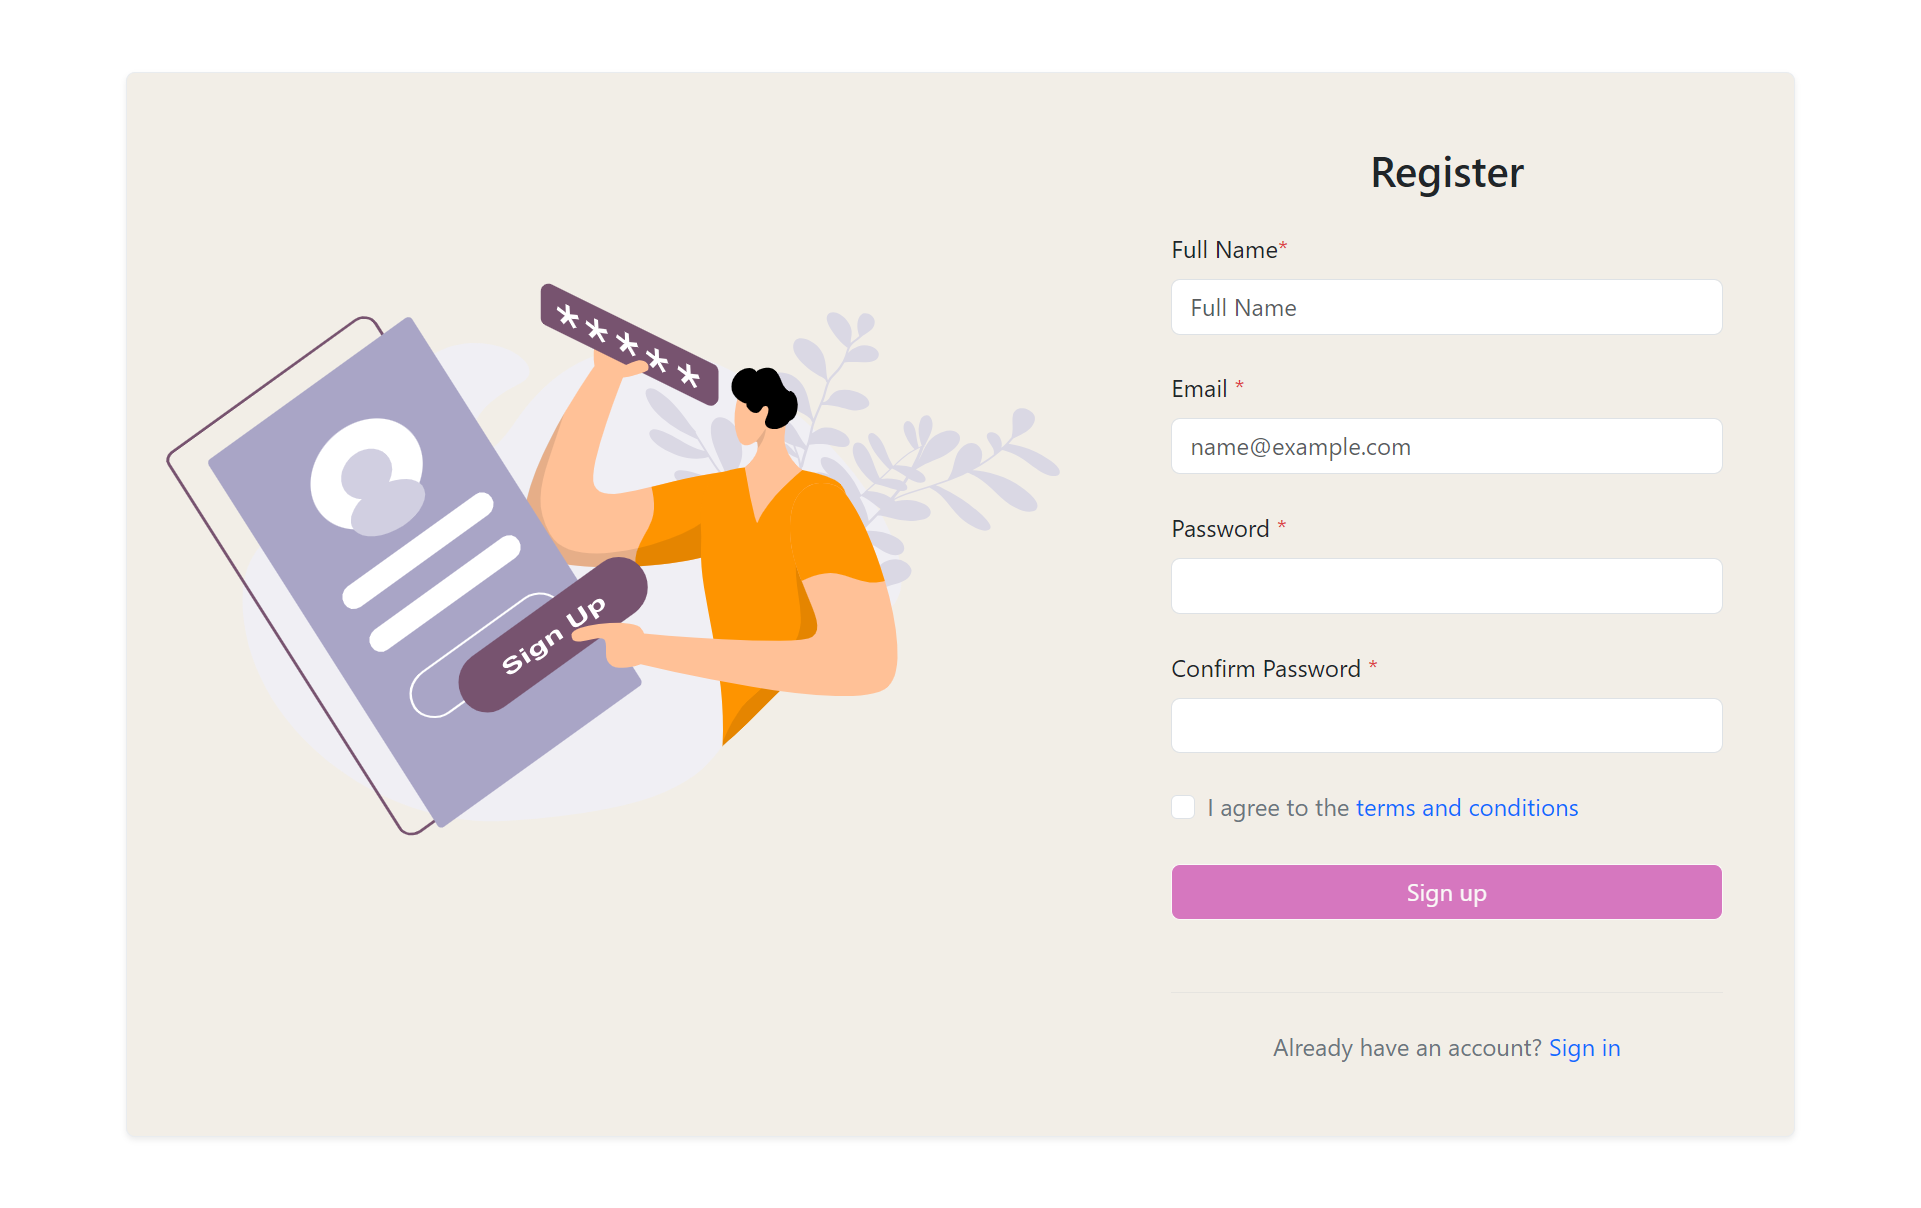 * * * * *
Sign Up
Register
Full Name*
Full Name
Email *
name@example.com
Password *
Confirm Password *
I agree to the terms and conditions
Sign up
Already have an account? Sign in